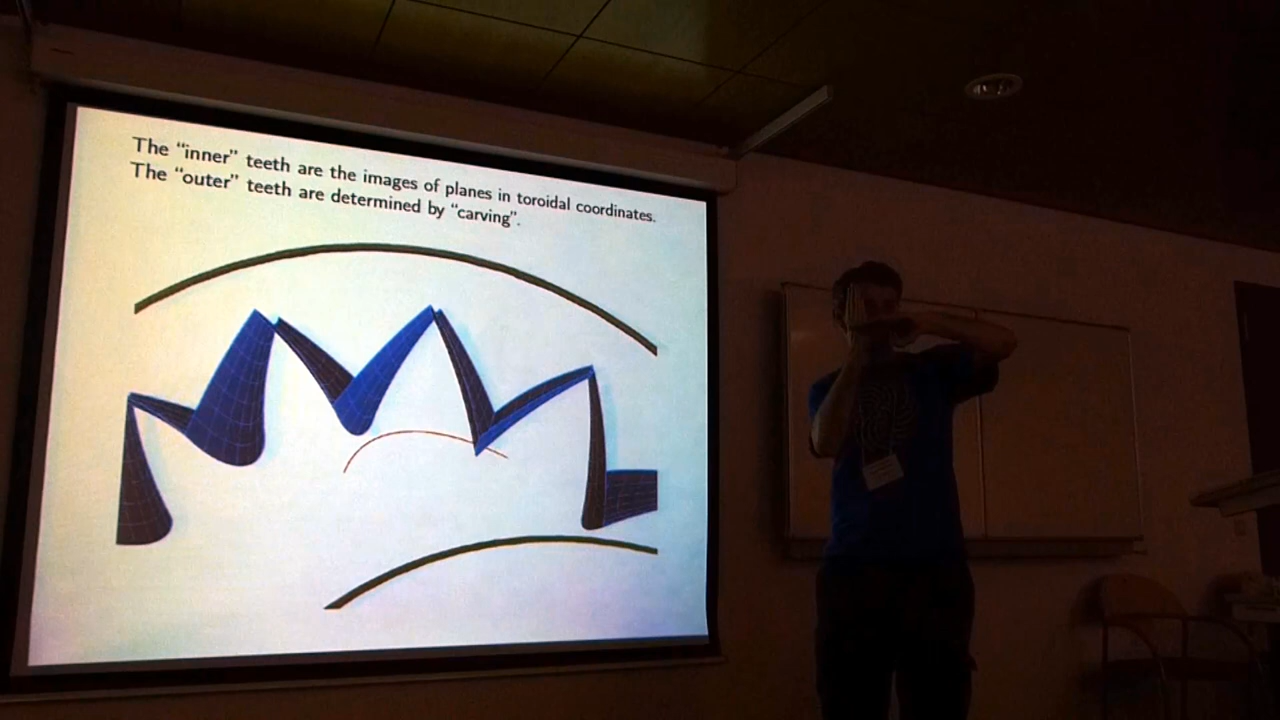 The “inner” teeth are the images of planes in toroidal coordinates.
The “outer” teeth are determined by “carving”.